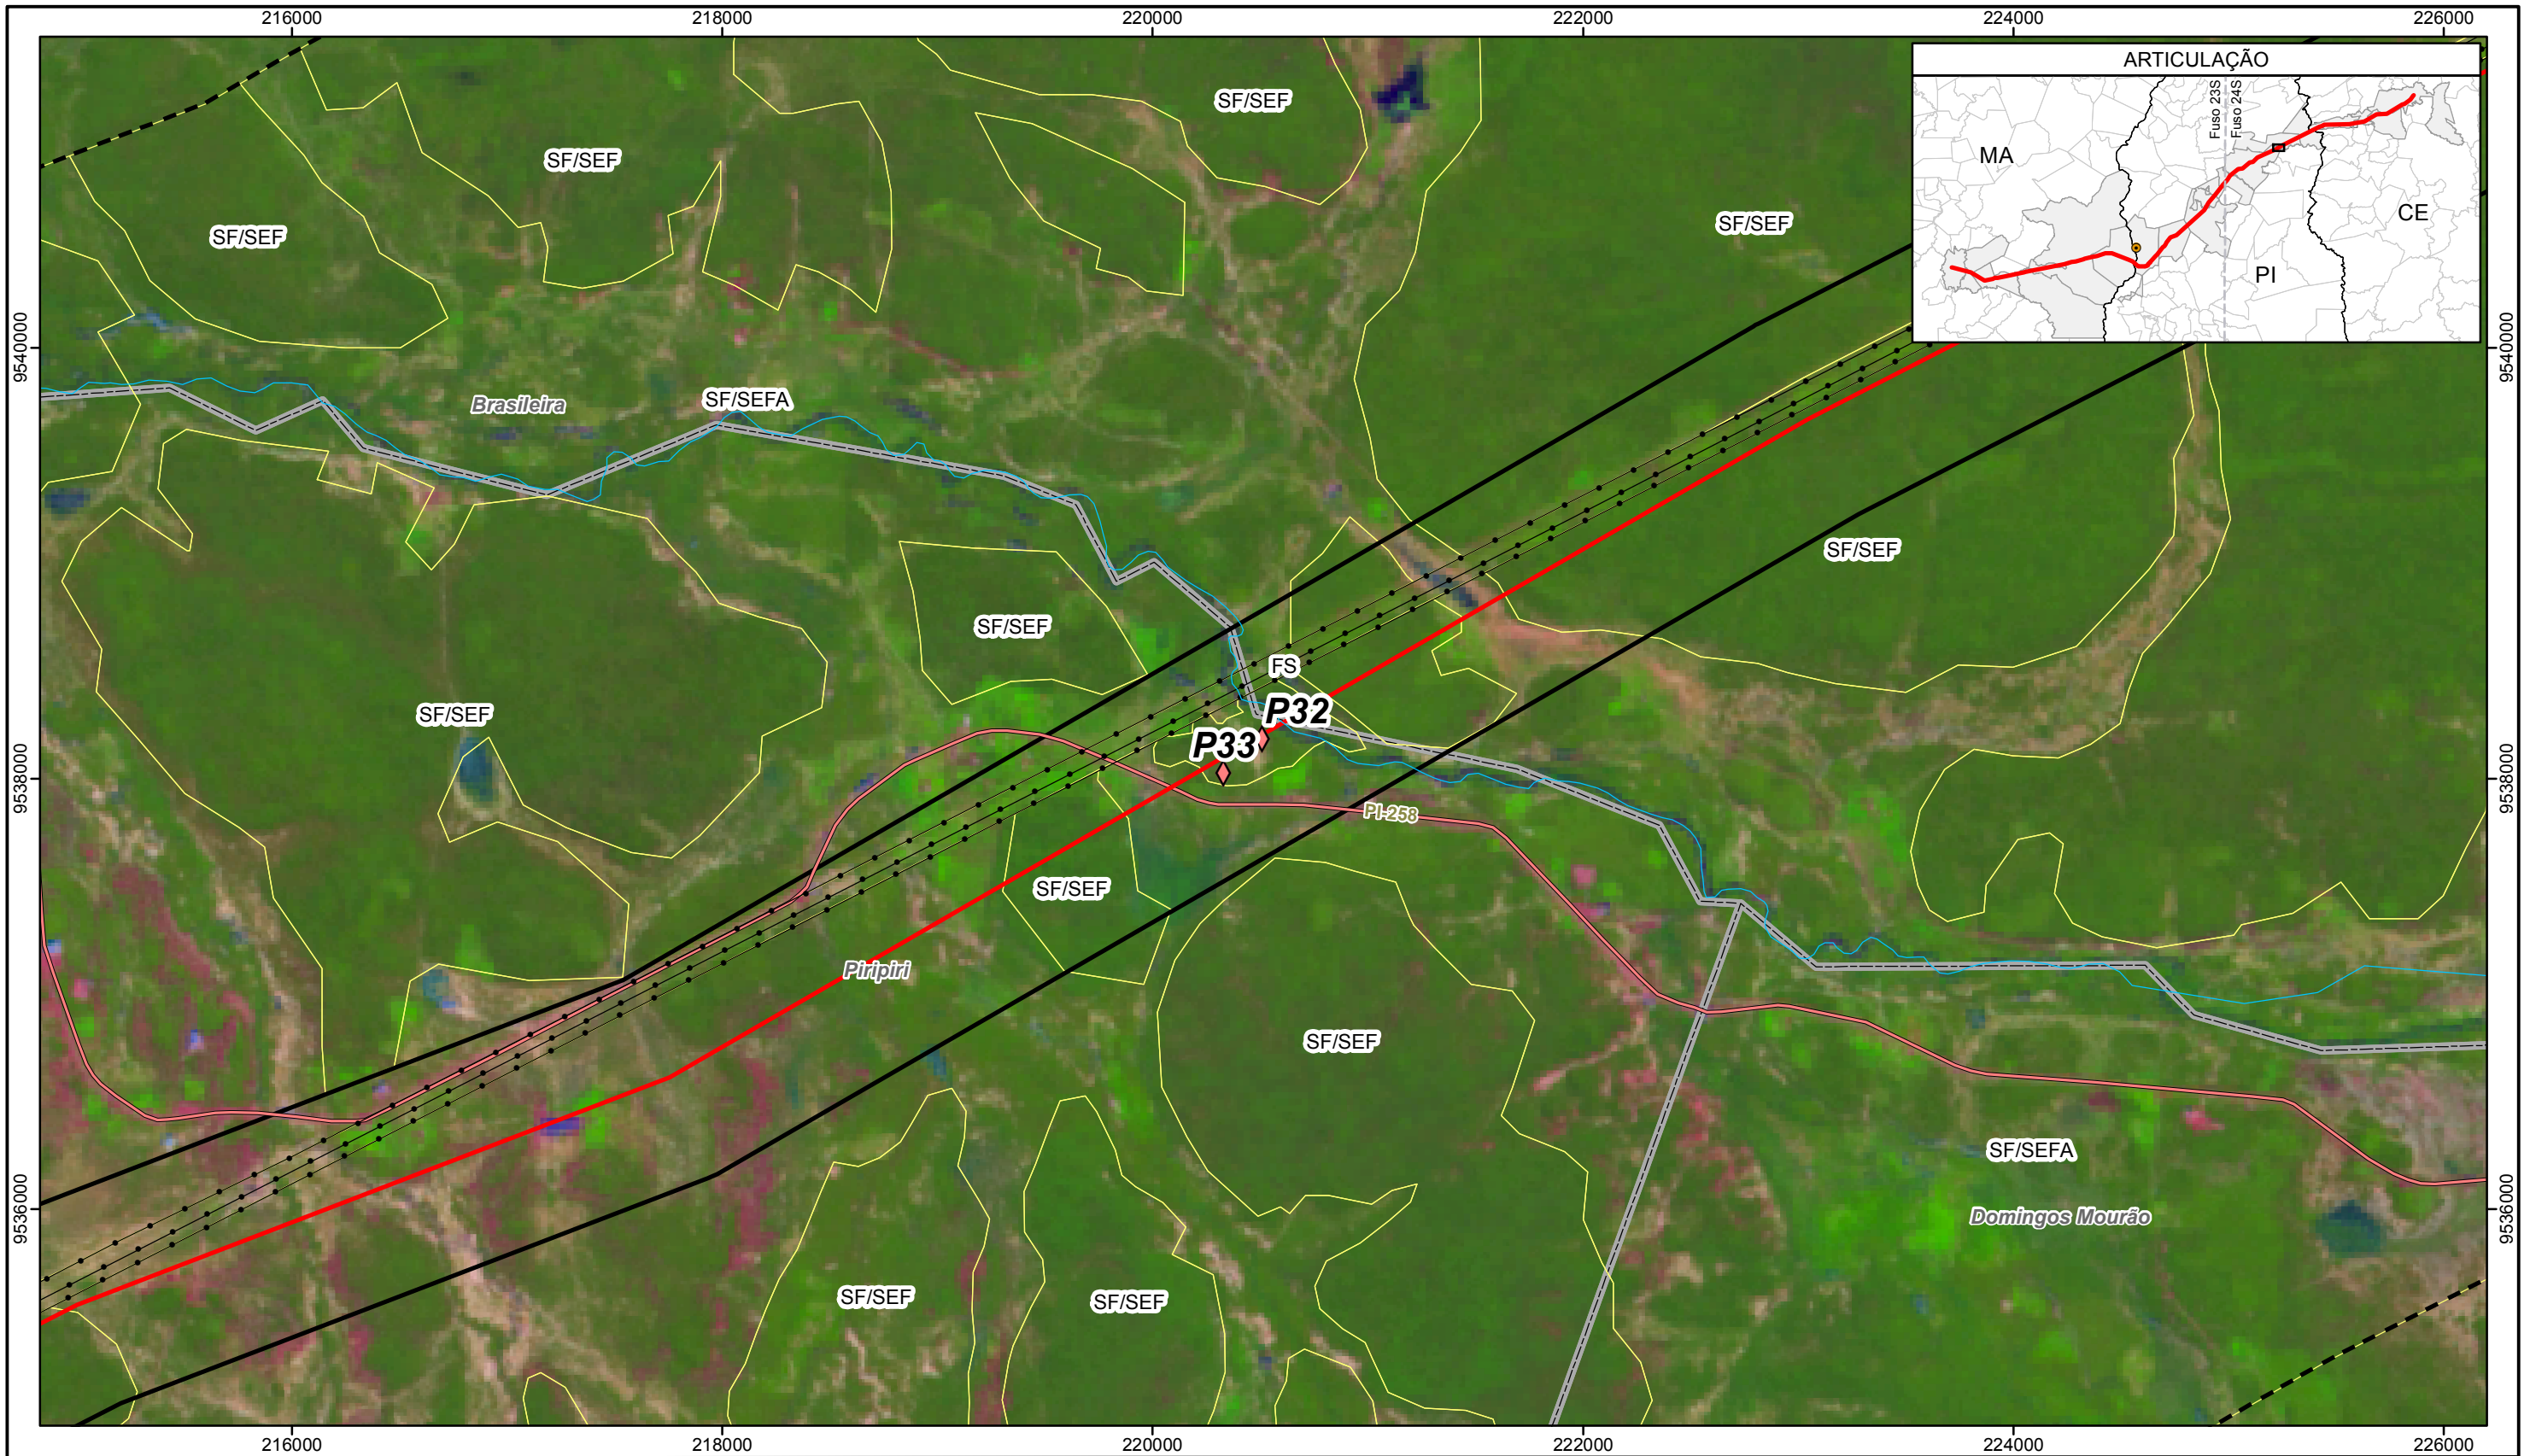 216000
218000
220000
222000
224000
226000
ARTICULAÇÃO
Fuso 23S
Fuso 24S
MA
CE
PI
SF/SEF
SF/SEF
SF/SEF
SF/SEF
9540000
9540000
Brasileira
SF/SEFA
SF/SEF
SF/SEF
FS
SF/SEF
P32
P33
9538000
9538000
PI-258
SF/SEF
Piripiri
SF/SEF
SF/SEFA
9536000
9536000
Domingos Mourão
SF/SEF
SF/SEF
216000
218000
220000
222000
224000
226000